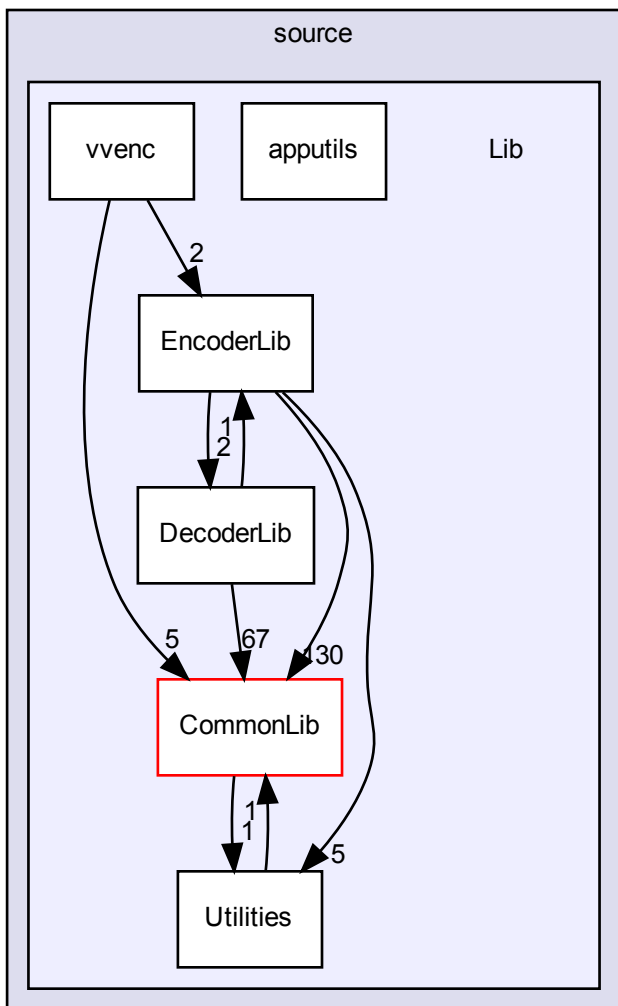 source
vvenc
apputils
Lib
2
EncoderLib
1
2
DecoderLib
5
67
130
CommonLib
1
1
5
Utilities